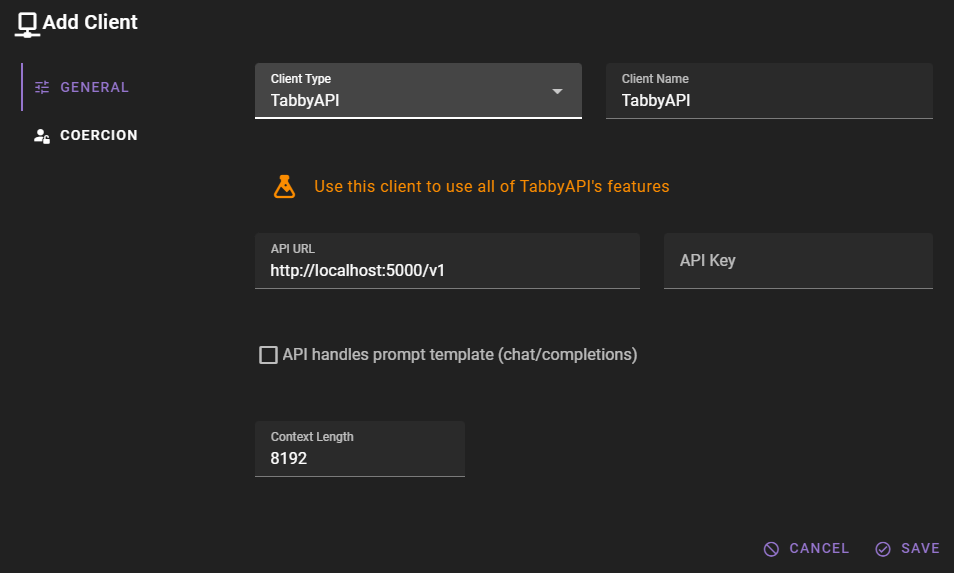 Add Client
GENERAL
COERCION
Client Type
TabbyAPI
Client Name
TabbyAPI
Use this client to use all of TabbyAPI's features
API URL
http://localhost:5000/v1
API Key
API handles prompt template (chat/completions)
Context Length
8192
CANCEL
SAVE